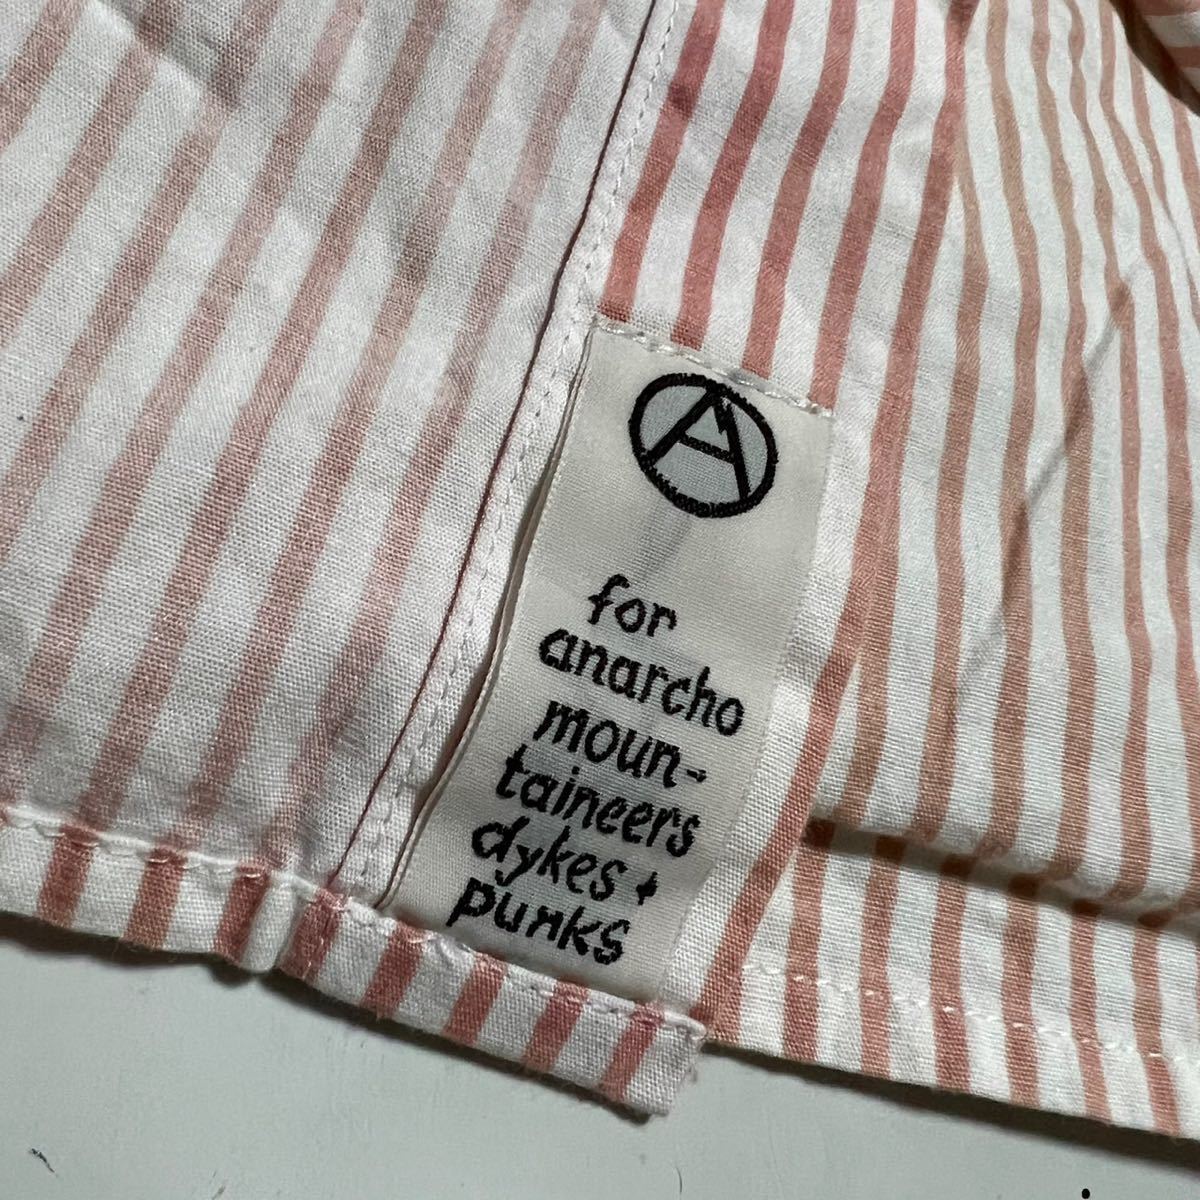 A
for
anarcho
moun-
taineers
dykes +
punks